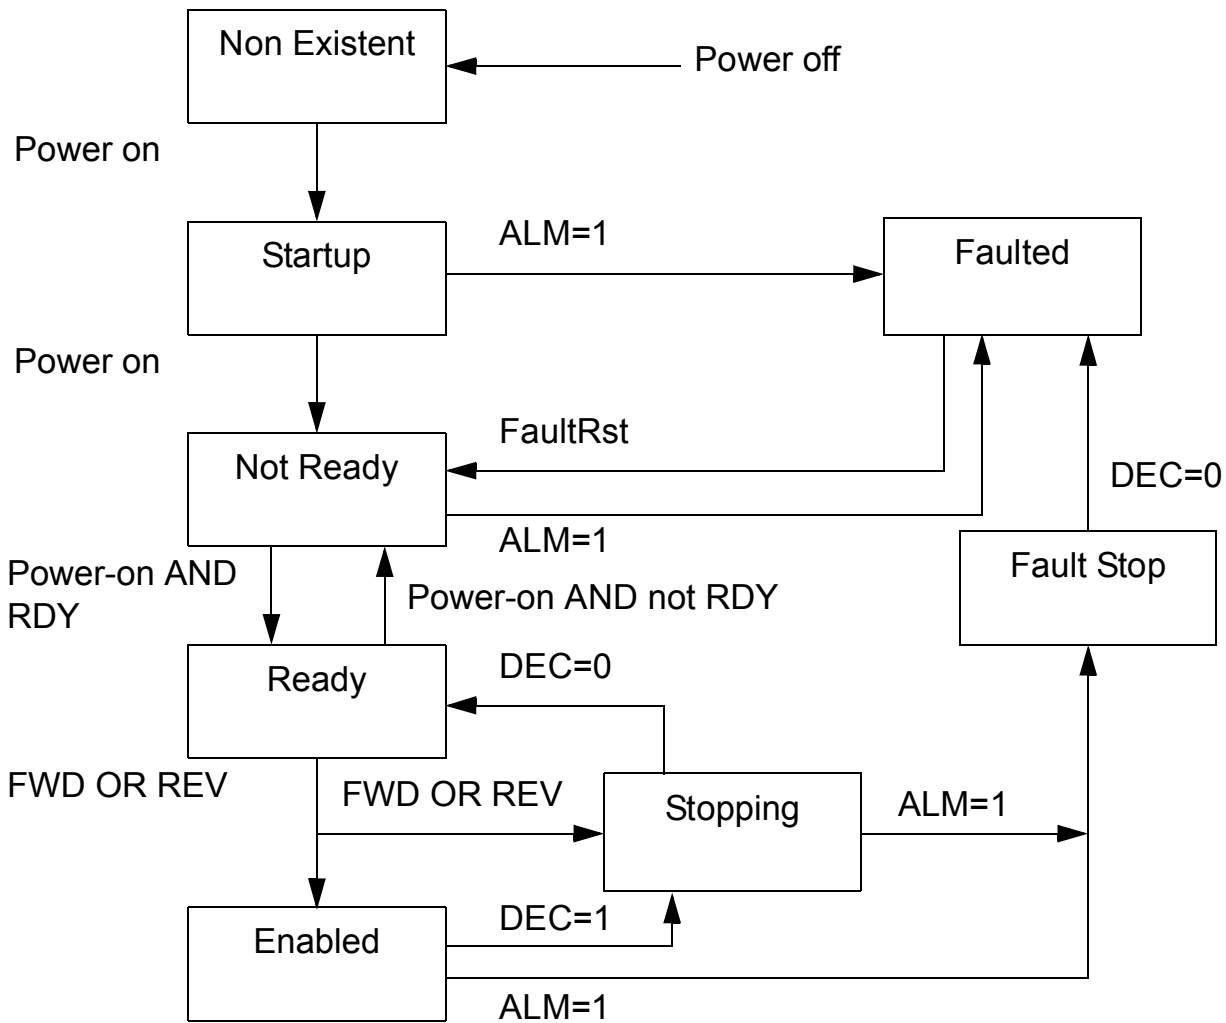 Non Existent
Power off
Power on
Startup
ALM=1
Faulted
Power on
FaultRst
Not Ready
DEC=0
ALM=1
Fault Stop
Power-on AND
RDY
Power-on AND not RDY
DEC=0
Ready
FWD OR REV
FWD OR REV
Stopping
ALM=1
DEC=1
Enabled
ALM=1